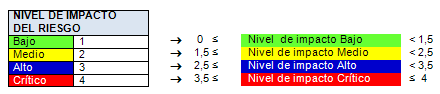 NIVEL DE IMPACTO
DEL RIESGO
Bajo 1 → 0 ≤ Nivel de impacto Bajo < 1,5
Medio 2 → 1,5 ≤ Nivel de impacto Medio < 2,5
Alto 3 → 2,5 ≤ Nivel de impacto Alto < 3,5
Crítico 4 → 3,5 ≤ Nivel de impacto Crítico ≤ 4